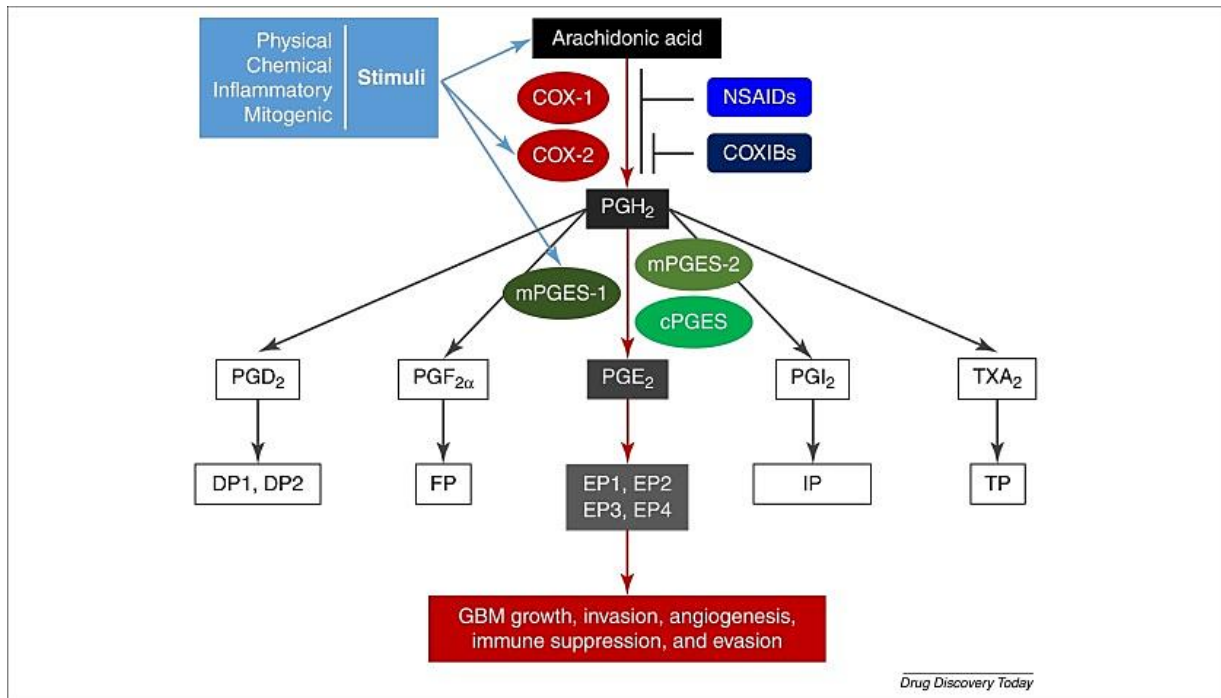 Physical
Chemical
Inflammatory
Mitogenic
Stimuli
Arachidonic acid
COX-1
COX-2
NSAIDs
COXIBs
PGH₂
mPGES-1
mPGES-2
cPGES
PGD₂
PGF₂α
PGE₂
PGI₂
TXA₂
DP1, DP2
FP
EP1, EP2
EP3, EP4
IP
TP
GBM growth, invasion, angiogenesis,
immune suppression, and evasion
Drug Discovery Today